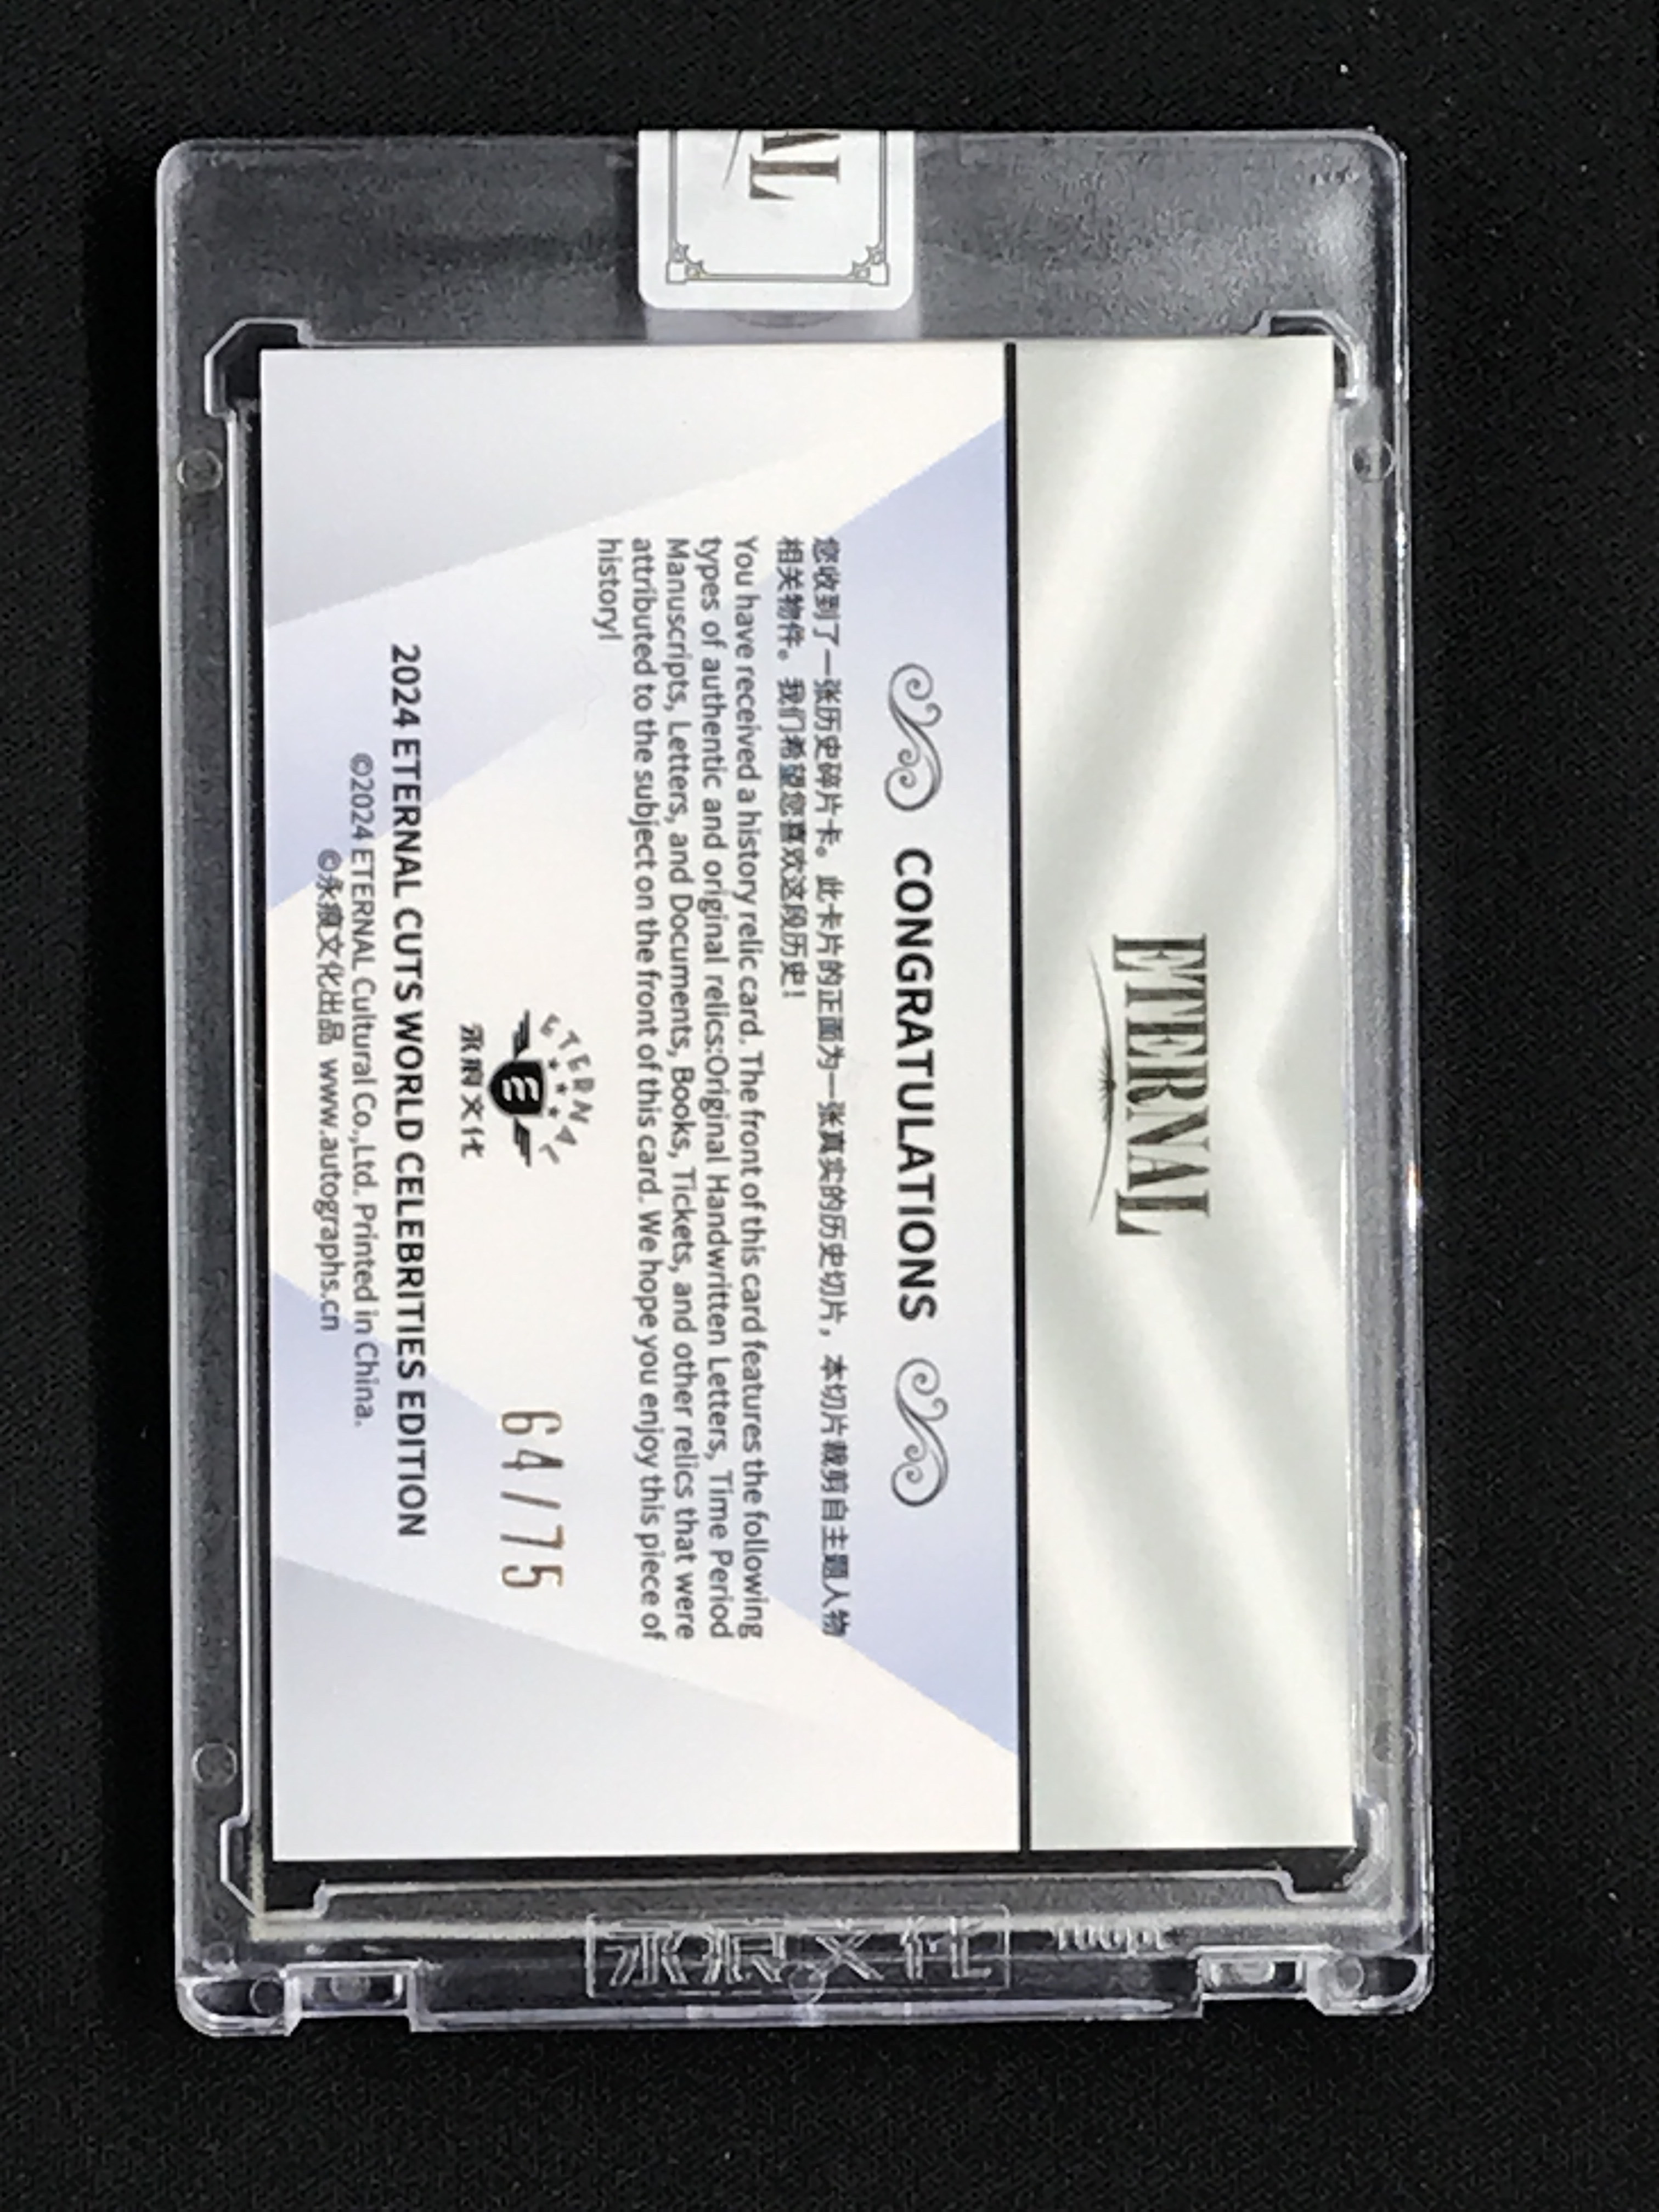 AL
ETERNAL
CONGRATULATIONS
您收到了一张历史碎片卡。此卡片的正面为一张真实的历史切片，本切片裁剪自主题人物
相关物件。我们希望您喜欢这段历史！
You have received a history relic card. The front of this card features the following
types of authentic and original relics:Original Handwritten Letters, Time Period
Manuscripts, Letters, and Documents, Books, Tickets, and other relics that were
attributed to the subject on the front of this card. We hope you enjoy this piece of
history!
ETERNAL
E
永痕文化
64/75
2024 ETERNAL CUTS WORLD CELEBRITIES EDITION
©2024 ETERNAL Cultural Co.,Ltd. Printed in China.
©永痕文化出品 www.autographs.cn
永痕文化